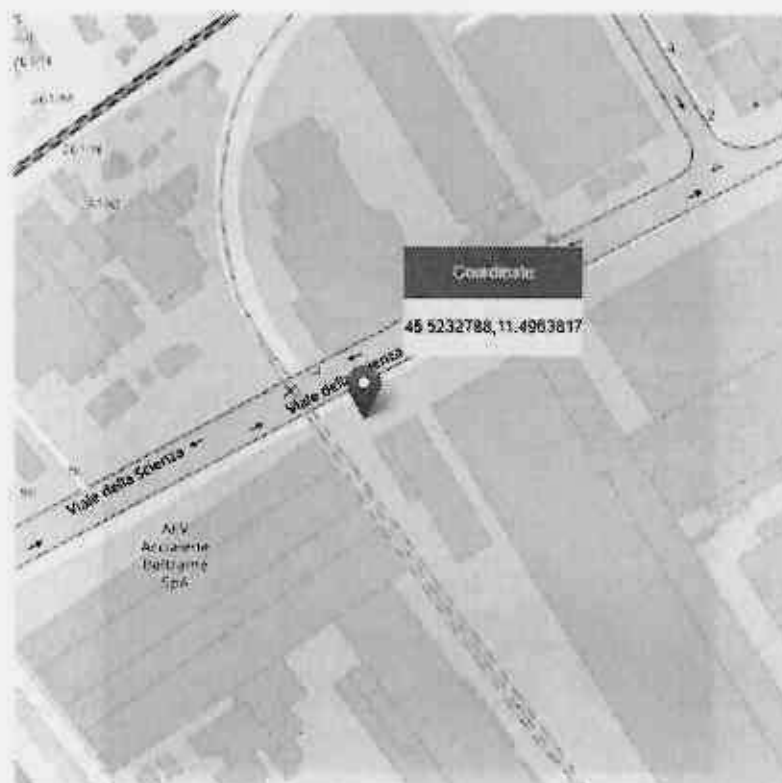 Coordinate
45.5232788,11.4963817
Viale della Scienza
Viale della Scienza
AFV
Acciaierie
Beltrame
SpA